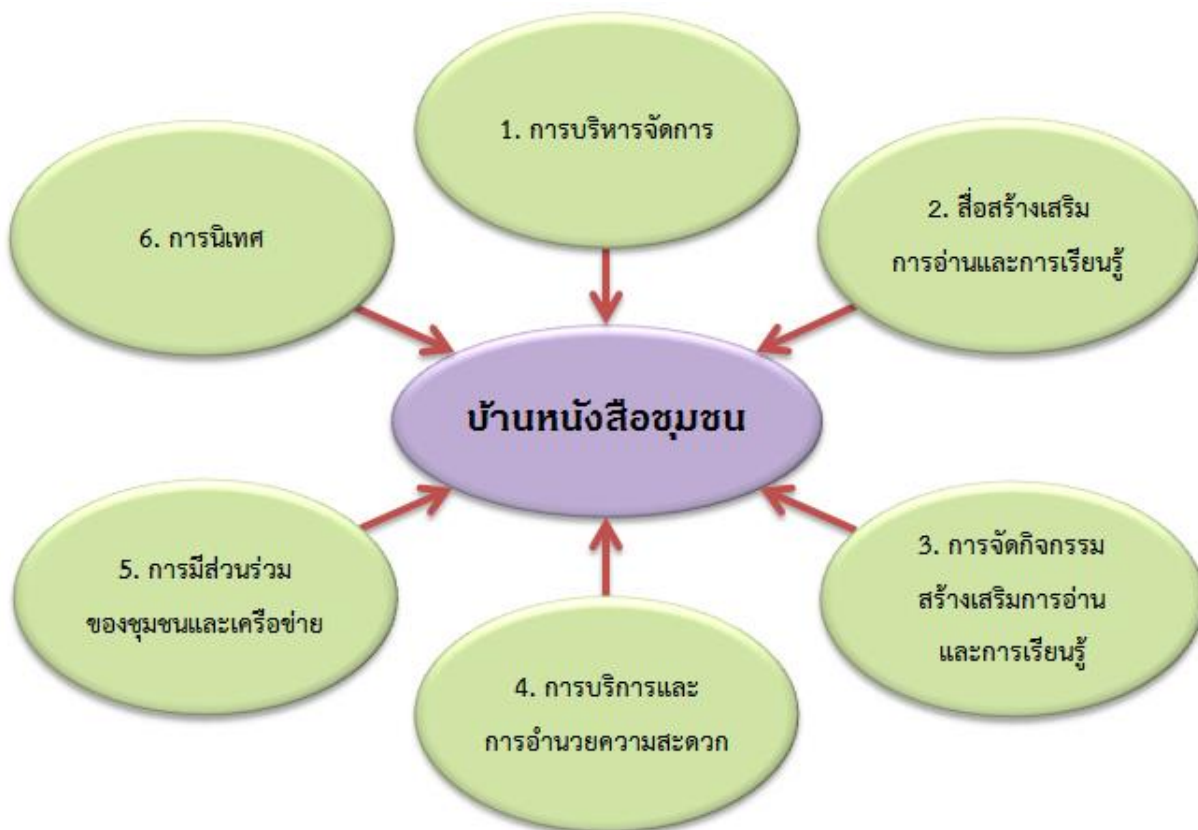 1. การบริหารจัดการ
2. สื่อสร้างเสริม
การอ่านและการเรียนรู้
3. การจัดกิจกรรม
สร้างเสริมการอ่าน
และการเรียนรู้
4. การบริการและ
การอำนวยความสะดวก
5. การมีส่วนร่วม
ของชุมชนและเครือข่าย
6. การนิเทศ
บ้านหนังสือชุมชน